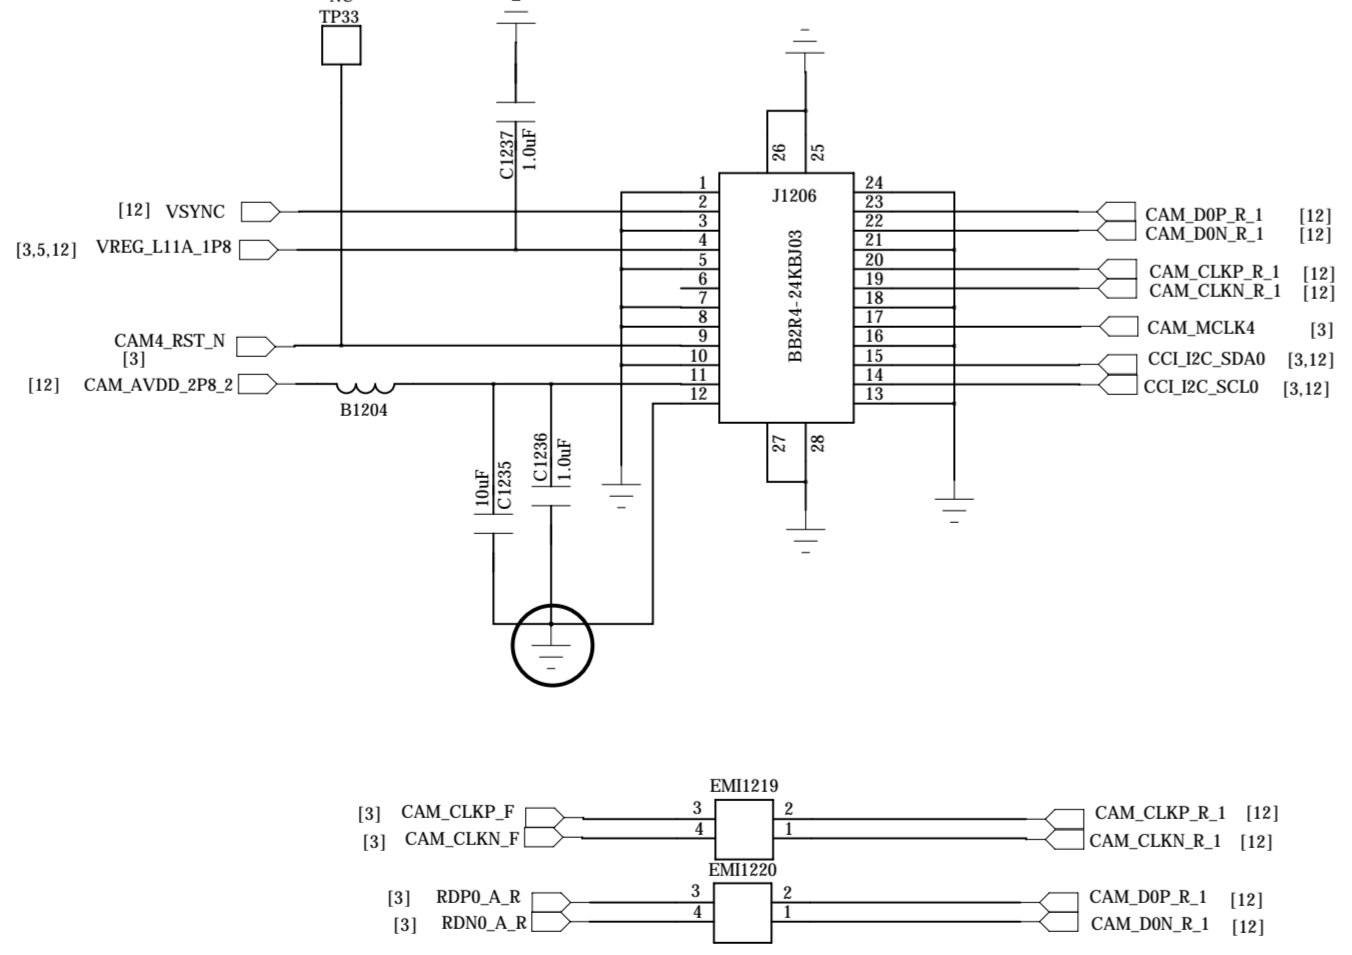 TP33
C1237
1.0uF
26
25
1
24
J1206
[12] VSYNC
2
23
CAM_D0P_R_1 [12]
3
22
CAM_D0N_R_1 [12]
[3,5,12] VREG_L11A_1P8
4
21
5
20
CAM_CLKP_R_1 [12]
6
19
CAM_CLKN_R_1 [12]
7
18
8
17
CAM_MCLK4 [3]
BB2R4-24KBJ03
CAM4_RST_N
[3]
9
16
10
15
CCI_I2C_SDA0 [3,12]
[12] CAM_AVDD_2P8_2
11
14
CCI_I2C_SCL0 [3,12]
B1204
12
13
27
28
10uF
C1235
C1236
1.0uF
EMI1219
[3] CAM_CLKP_F
3
2
CAM_CLKP_R_1 [12]
[3] CAM_CLKN_F
4
1
CAM_CLKN_R_1 [12]
EMI1220
[3] RDP0_A_R
3
2
CAM_D0P_R_1 [12]
[3] RDN0_A_R
4
1
CAM_D0N_R_1 [12]